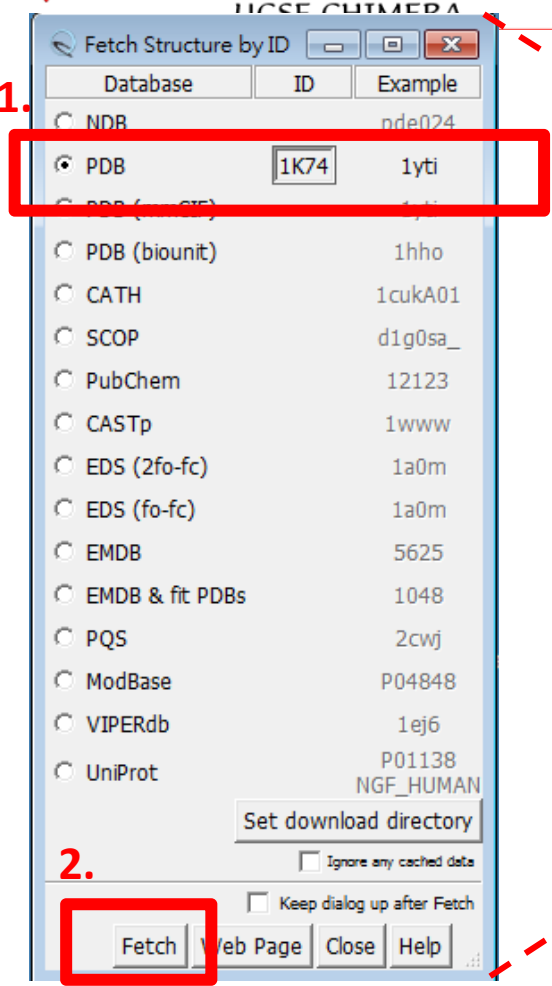 UCSF CHIMERA
Fetch Structure by ID
Database ID Example
1.
NDB pde024
PDB 1K74 1yti
PDB (mmCIF) 1yti
PDB (biounit) 1hho
CATH 1cukA01
SCOP d1g0sa_
PubChem 12123
CASTp 1www
EDS (2fo-fc) 1a0m
EDS (fo-fc) 1a0m
EMDB 5625
EMDB & fit PDBs 1048
PQS 2cwj
ModBase P04848
VIPERdb 1ej6
UniProt P01138
NGF_HUMAN
Set download directory
Ignore any cached data
2.
Keep dialog up after Fetch
Fetch Web Page Close Help